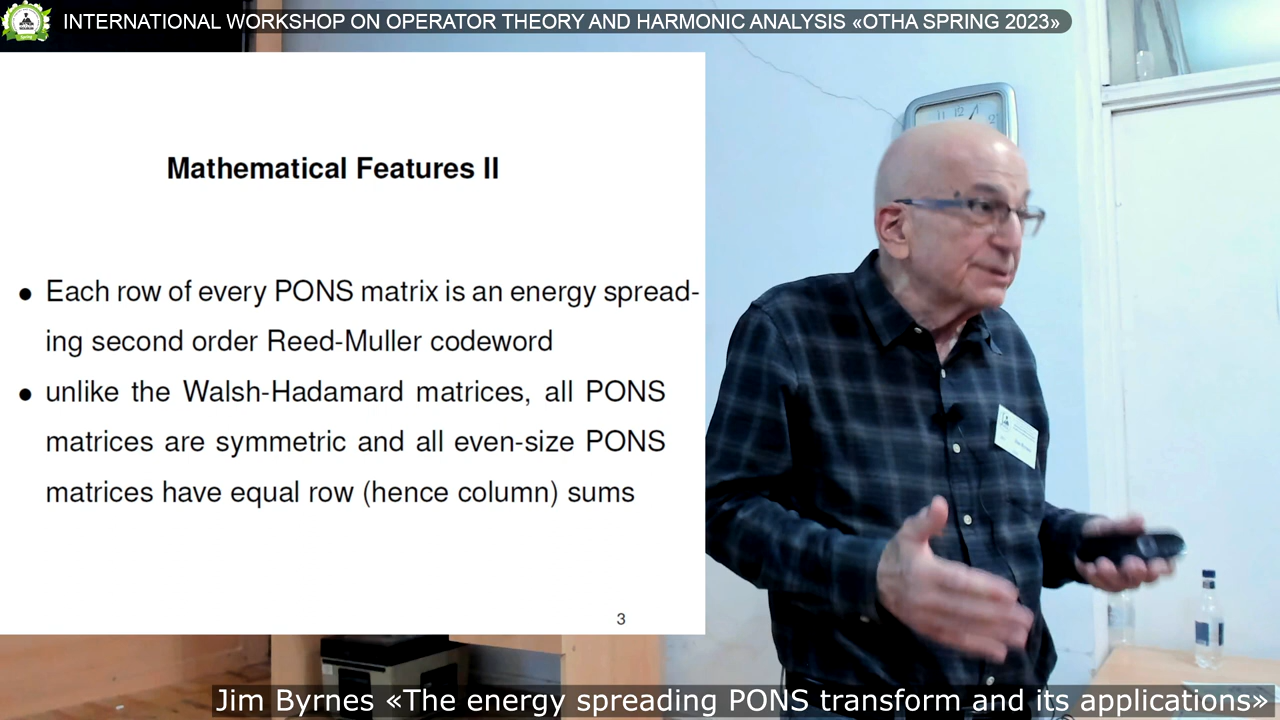 INTERNATIONAL WORKSHOP ON OPERATOR THEORY AND HARMONIC ANALYSIS «OTHA SPRING 2023»
Mathematical Features II
● Each row of every PONS matrix is an energy spread-
ing second order Reed-Muller codeword
● unlike the Walsh-Hadamard matrices, all PONS
matrices are symmetric and all even-size PONS
matrices have equal row (hence column) sums
3
11 12
2
Jim Byrnes «The energy spreading PONS transform and its applications»